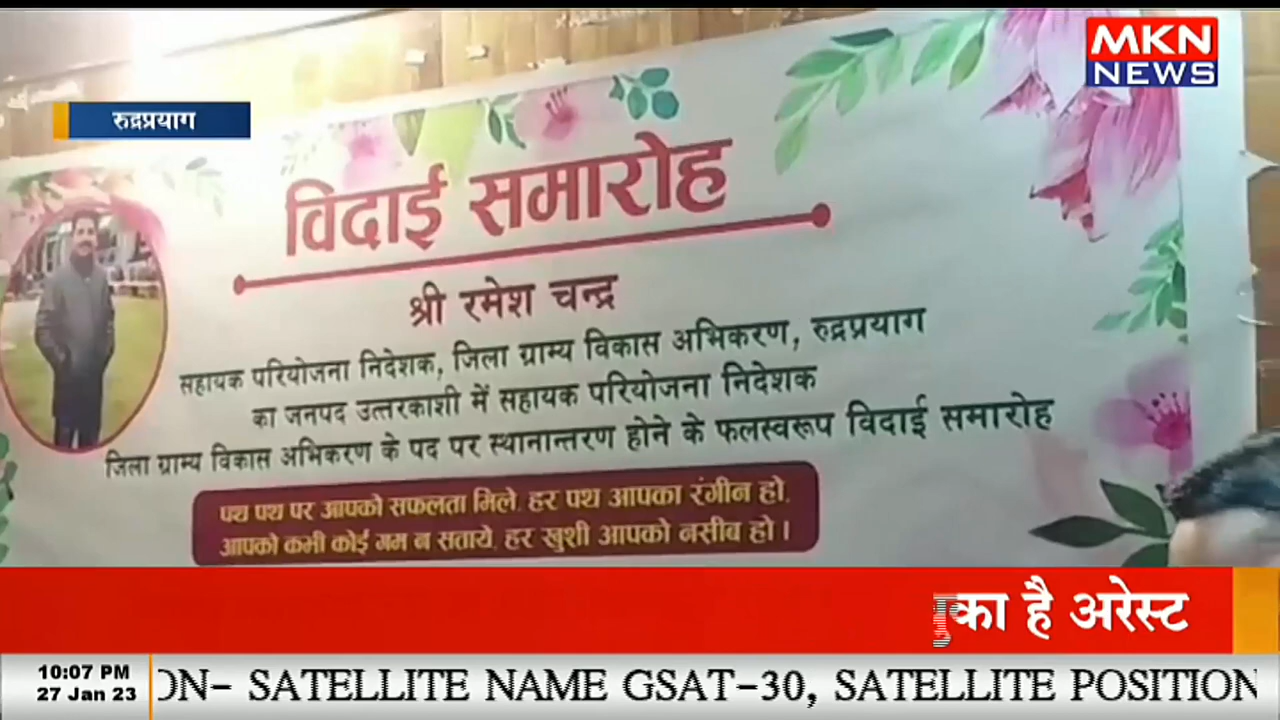 MKN
NEWS
रुद्रप्रयाग
विदाई समारोह
श्री रमेश चन्द्र
सहायक परियोजना निदेशक, जिला ग्राम्य विकास अभिकरण, रुद्रप्रयाग
का जनपद उत्तरकाशी में सहायक परियोजना निदेशक
जिला ग्राम्य विकास अभिकरण के पद पर स्थानान्तरण होने के फलस्वरूप विदाई समारोह
पथ पथ पर आपको सफलता मिले, हर पथ आपका रंगीन हो,
आपको कभी कोई गम न सताये, हर खुशी आपको नसीब हो।
का है अरेस्ट
10:07 PM
27 Jan 23
ON- SATELLITE NAME GSAT-30, SATELLITE POSITION